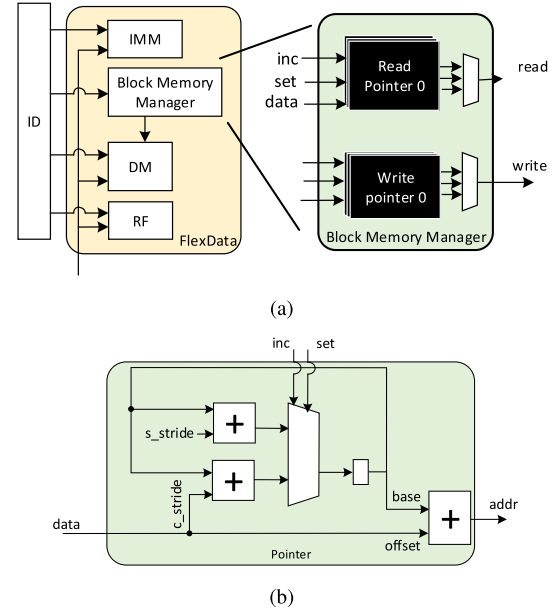 ID
IMM
Block Memory
Manager
DM
RF
FlexData
inc
set
data
Read
Pointer 0
read
Write
pointer 0
write
Block Memory Manager
(a)
inc set
s_stride
+
+
c_stride
data
base
offset
+
addr
Pointer
(b)